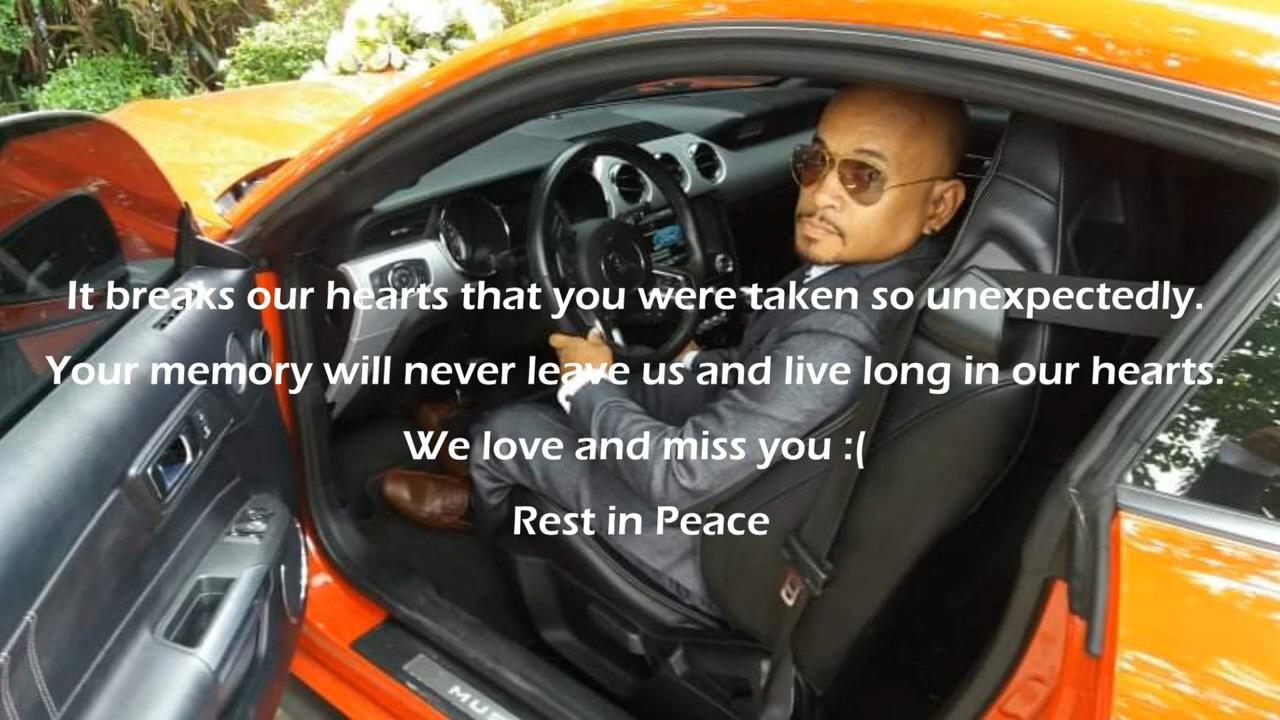 It breaks our hearts that you were taken so unexpectedly.
Your memory will never leave us and live long in our hearts.
We love and miss you :(
Rest in Peace
MUS